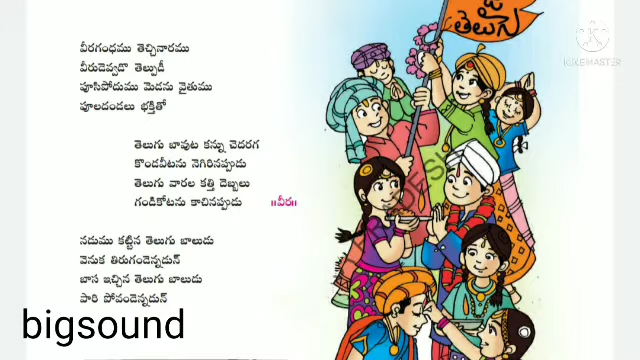 వీరగంధము తెచ్చినారము
వీరుడెవ్వడొ తెల్పుడీ
పూసిపోదుము మెడను వైతుము
పూలదండలు భక్తితో
తెలుగు బావుట కన్ను చెదరగ
కొండవీటను నెగిరినప్పుడు
తెలుగు వారల కత్తి దెబ్బలు
గండికోటను కాచినప్పుడు ॥వీర॥
నడుము కట్టిన తెలుగు బాలుడు
వెనుక తిరుగండెన్నడున్
బాస ఇచ్చిన తెలుగు బాలుడు
పారి పోవండెన్నడున్
జై
తెలుగు
KINEMASTER
bigsound